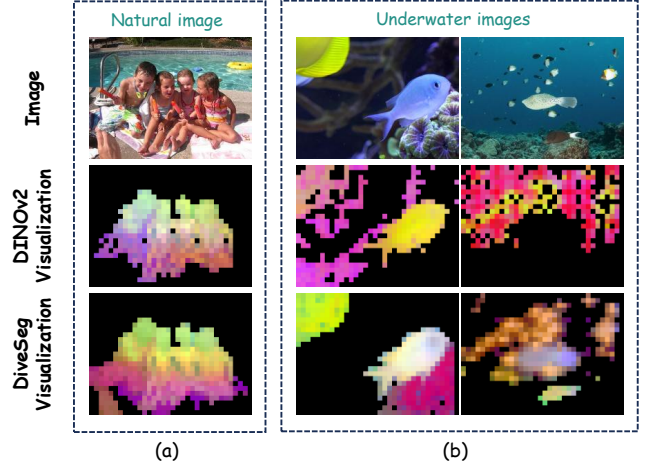 Natural image
Underwater images
Image
DINOv2
Visualization
DiveSeg
Visualization
(a)
(b)